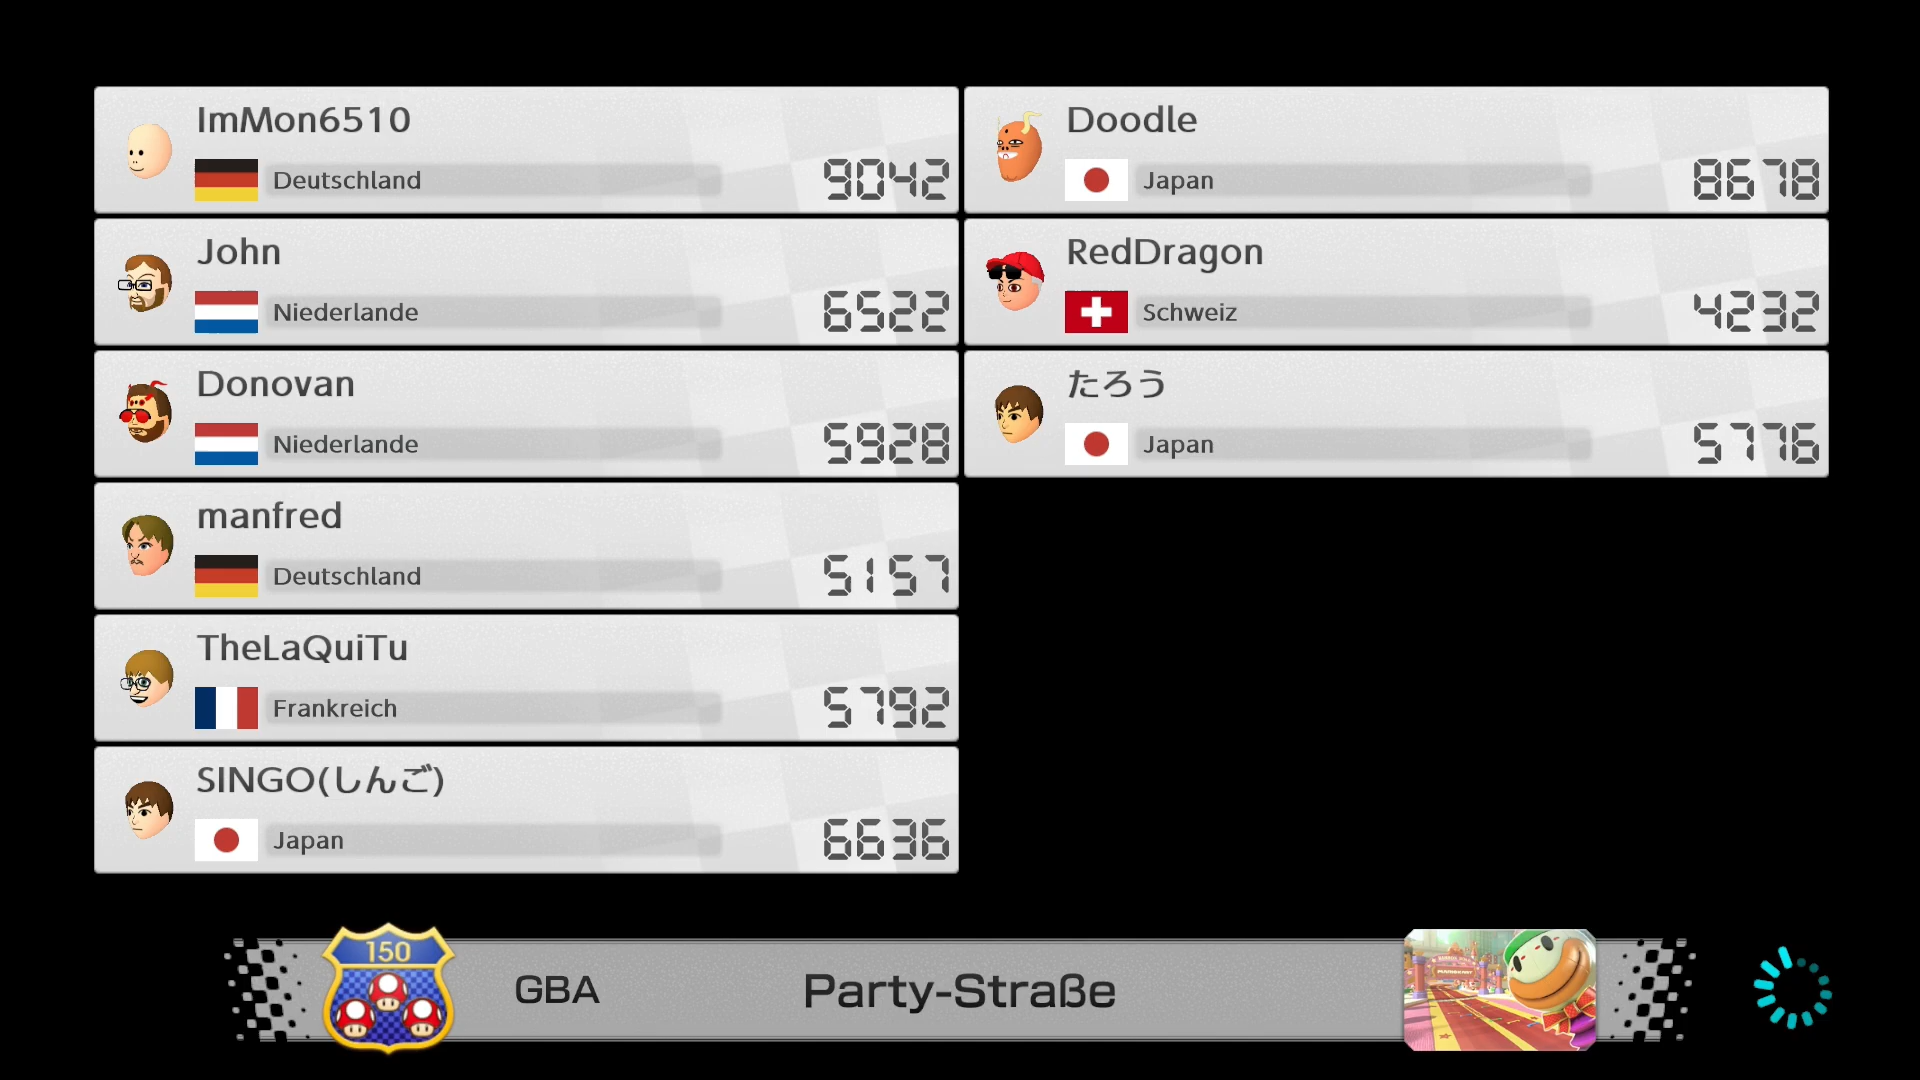 ImMon6510
Deutschland
9042
John
Niederlande
6522
Donovan
Niederlande
5928
manfred
Deutschland
5157
TheLaQuiTu
Frankreich
5792
SINGO(しんご)
Japan
6636
Doodle
Japan
8678
RedDragon
Schweiz
4232
たろう
Japan
5776
150
GBA
Party-Straße